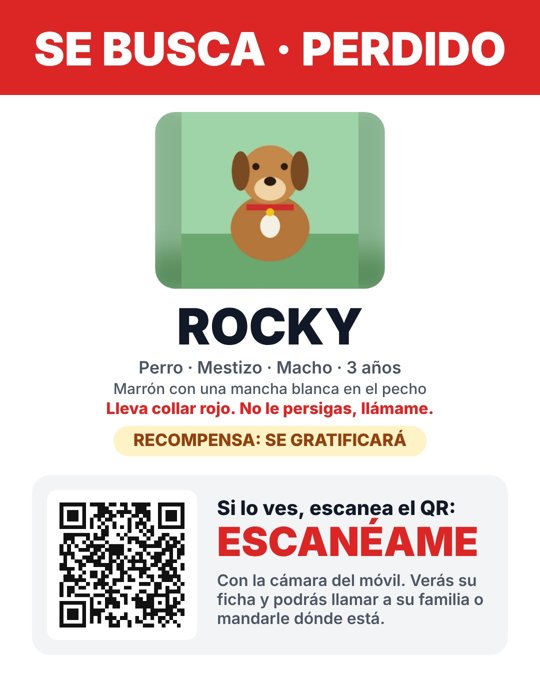 SE BUSCA · PERDIDO
ROCKY
Perro · Mestizo · Macho · 3 años
Marrón con una mancha blanca en el pecho
Lleva collar rojo. No le persigas, llámame.
RECOMPENSA: SE GRATIFICARÁ
Si lo ves, escanea el QR:
ESCANÉAME
Con la cámara del móvil. Verás su
ficha y podrás llamar a su familia o
mandarle dónde está.